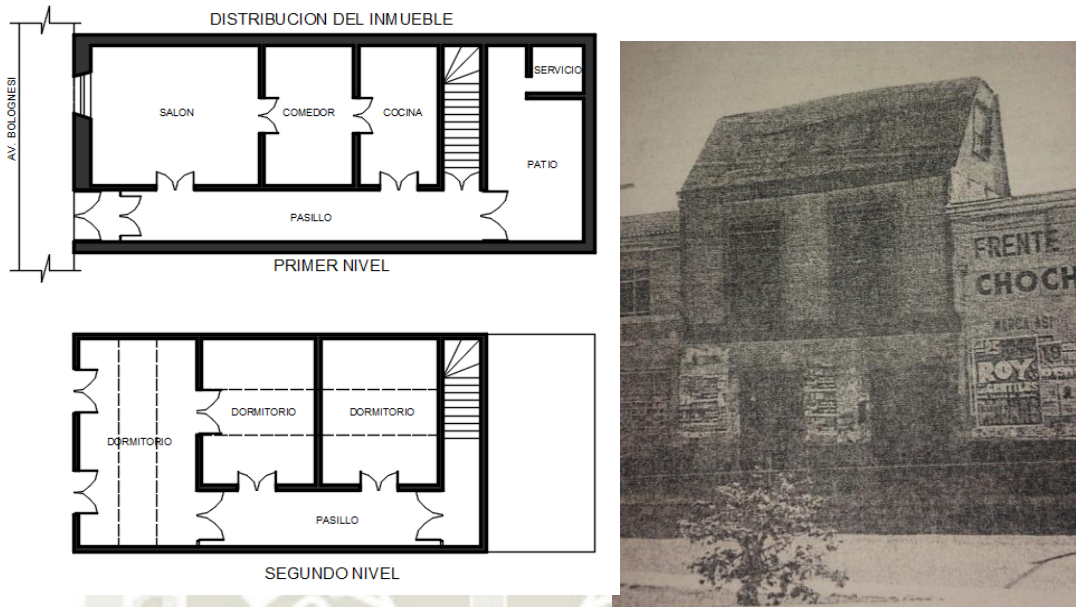 DISTRIBUCION DEL INMUEBLE
AV. BOLOGNESI
SALON
COMEDOR
COCINA
SERVICIO
PATIO
PASILLO
PRIMER NIVEL
DORMITORIO
DORMITORIO
DORMITORIO
PASILLO
SEGUNDO NIVEL
FRENTE
CHOCH
ROY